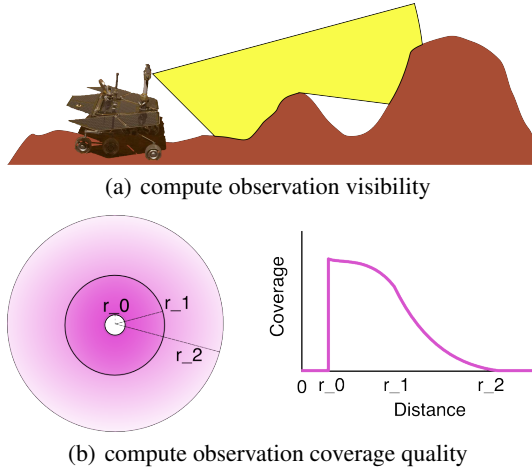 (a) compute observation visibility
r_0
r_1
r_2
Coverage
0
r_0
r_1
r_2
Distance
(b) compute observation coverage quality